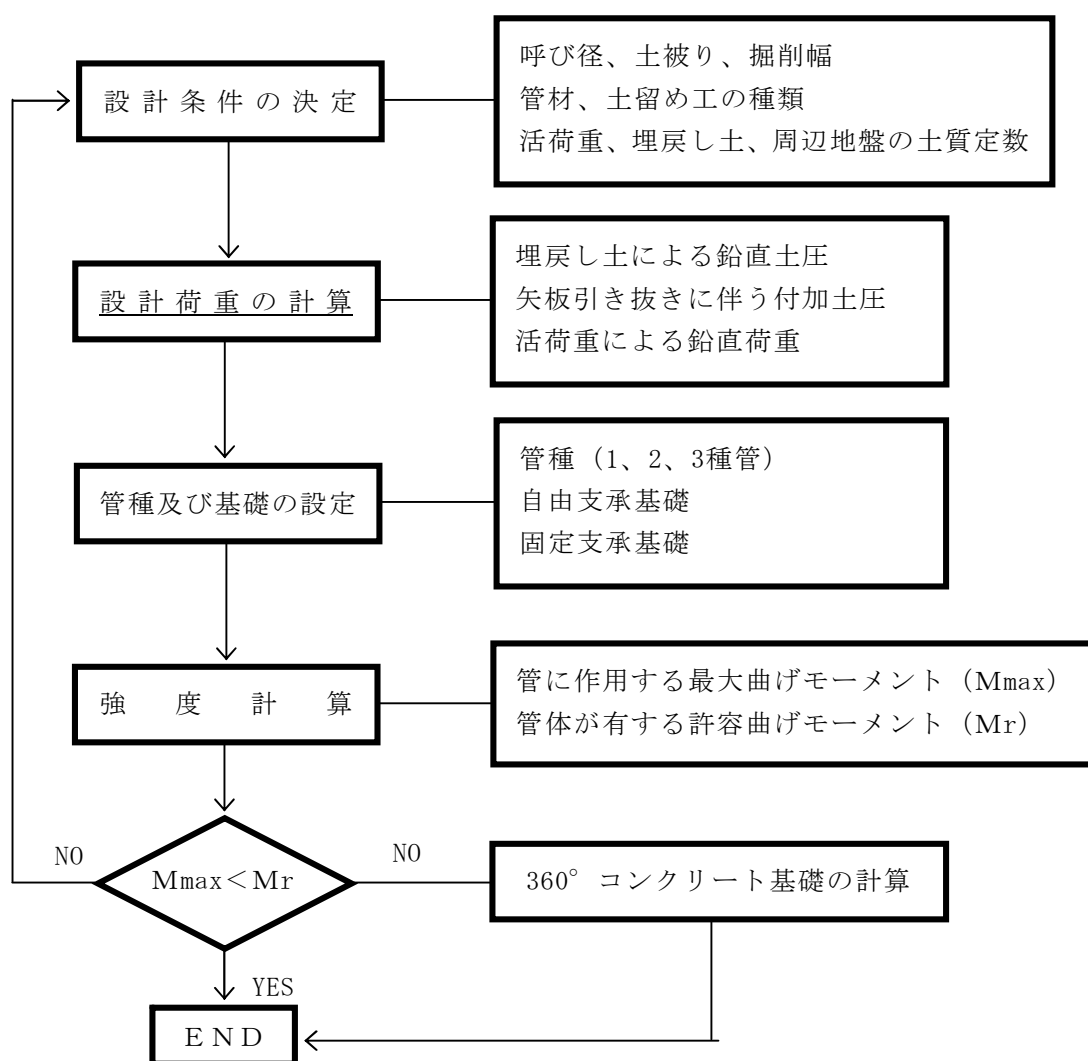 設計条件の決定
呼び径、土被り、掘削幅
管材、土留め工の種類
活荷重、埋戻し土、周辺地盤の土質定数
設計荷重の計算
埋戻し土による鉛直土圧
矢板引き抜きに伴う付加土圧
活荷重による鉛直荷重
管種及び基礎の設定
管種（1、2、3種管）
自由支承基礎
固定支承基礎
強度計算
管に作用する最大曲げモーメント（Mmax）
管体が有する許容曲げモーメント（Mr）
NO
Mmax＜Mr
NO
360°コンクリート基礎の計算
YES
END